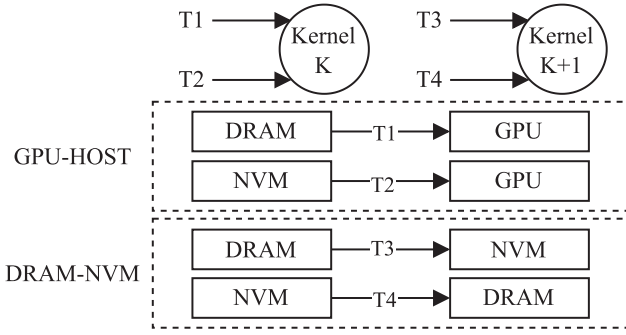 T1 Kernel K T3 Kernel K+1
T2 T4
GPU-HOST
DRAM T1 GPU
NVM T2 GPU
DRAM-NVM
DRAM T3 NVM
NVM T4 DRAM